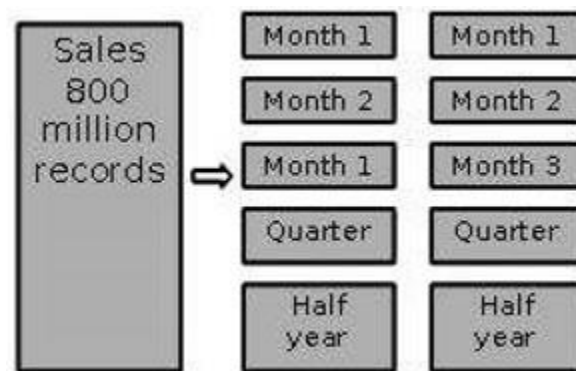 Sales
800
million
records
Month 1
Month 2
Month 1
Quarter
Half
year
Month 1
Month 2
Month 3
Quarter
Half
year